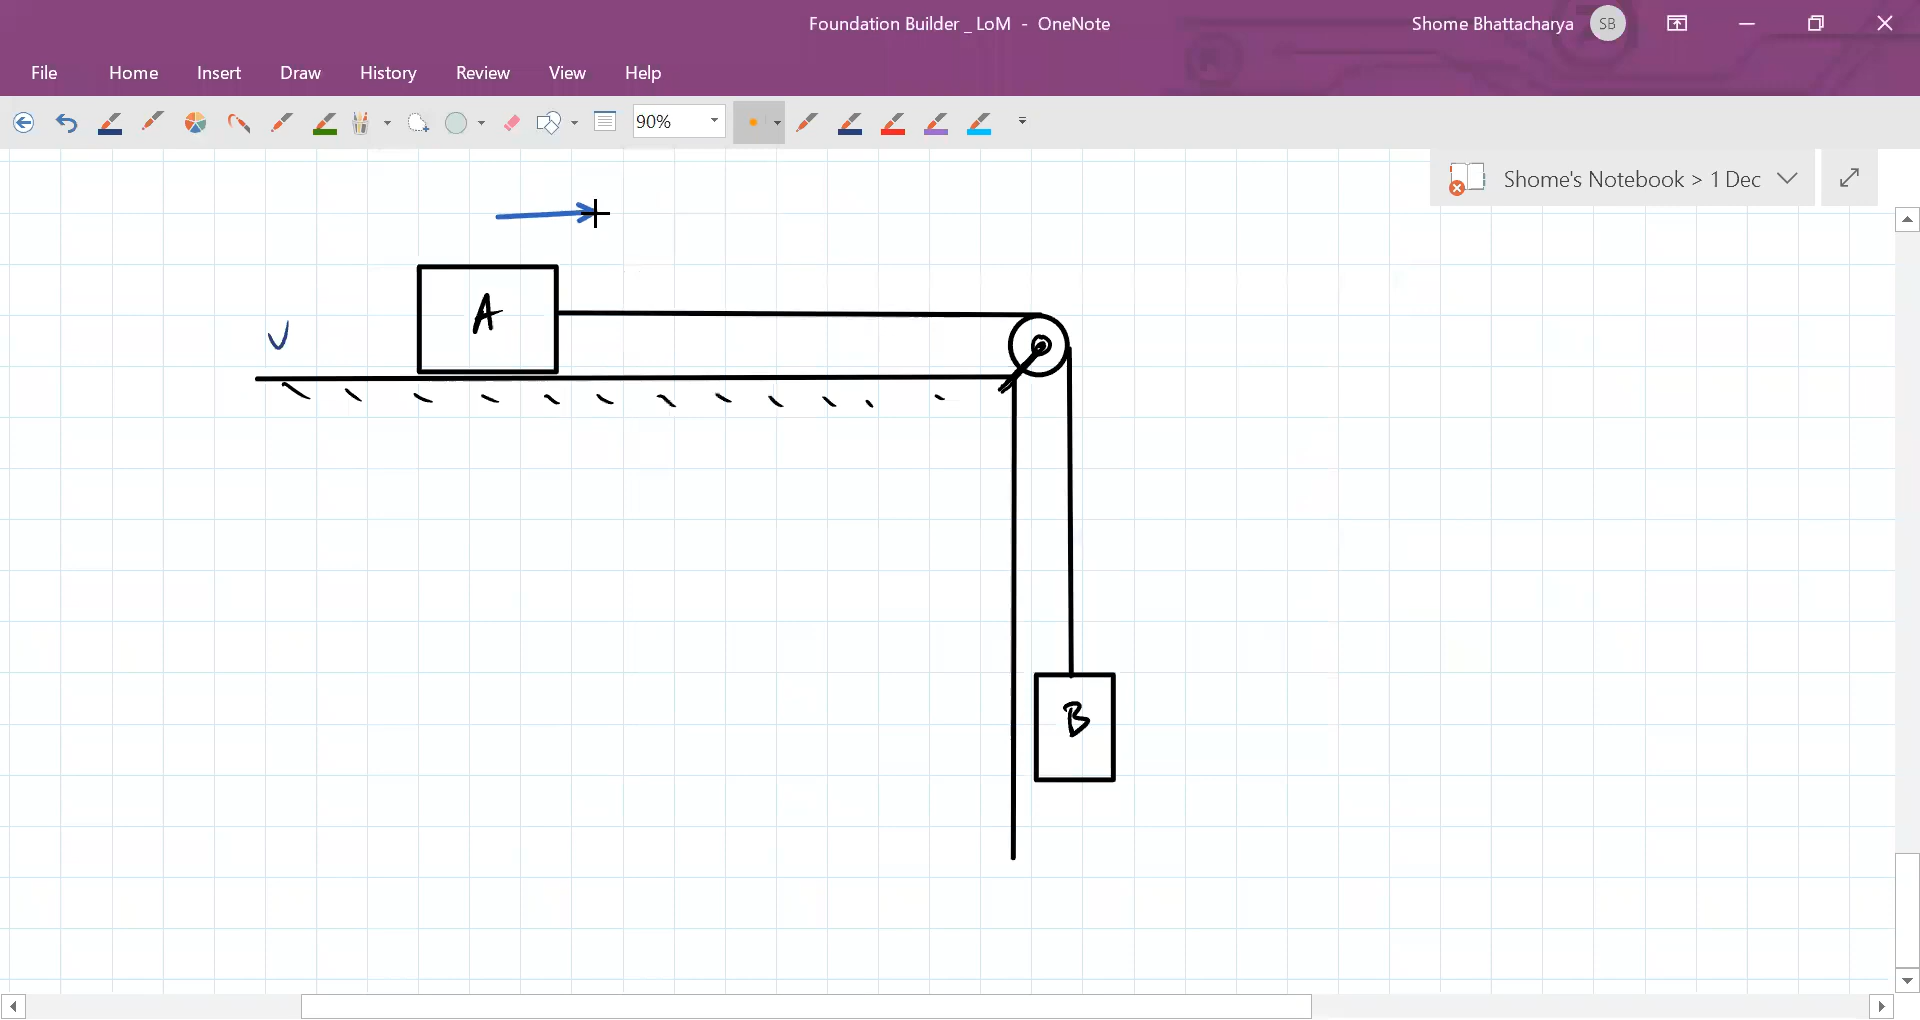 Foundation Builder _ LoM - OneNote
Shome Bhattacharya SB
File Home Insert Draw History Review View Help
90%
Shome's Notebook > 1 Dec
A
B